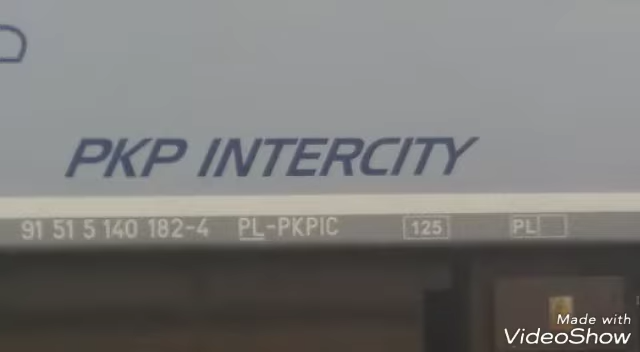 PKP INTERCITY
91 51 5 140 182-4 PL-PKPIC 125 PL
Made with
VideoShow